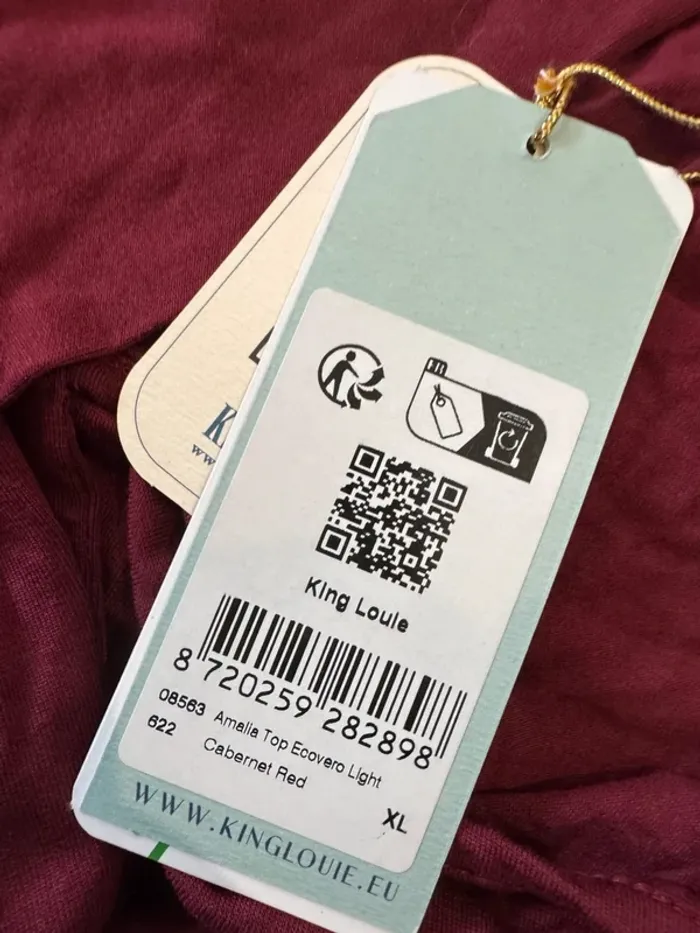 King Louie
8 720259 282898
08563 Amalia Top Ecovero Light
622 Cabernet Red
XL
WWW.KINGLOUIE.EU